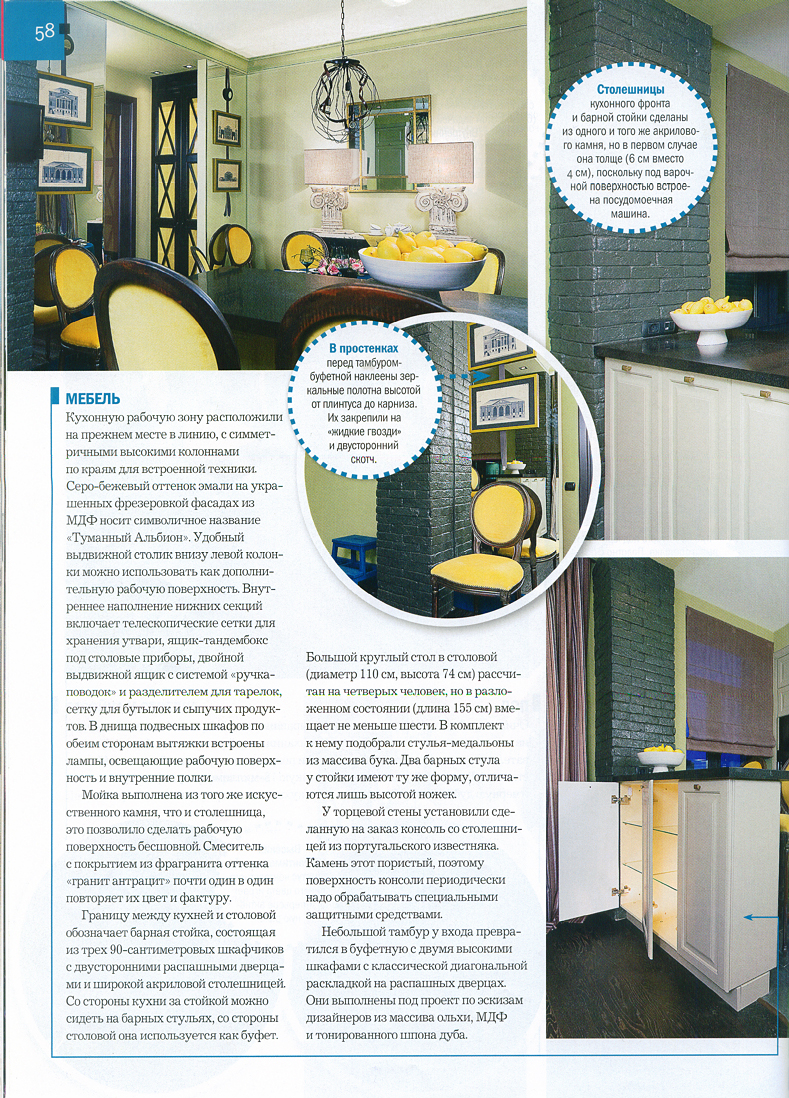 58
Столешницы
кухонного фронта
и барной стойки сделаны
из одного и того же акрилово-
го камня, но в первом случае
она толще (6 см вместо
4 см), поскольку под вароч-
ной поверхностью встрое-
на посудомоечная
машина.
В простенках
перед тамбуром-
буфетной наклеены зер-
кальные полотна высотой
от плинтуса до карниза.
Их закрепили на
«жидкие гвозди»
и двусторонний
скотч.
МЕБЕЛЬ
Кухонную рабочую зону расположили
на прежнем месте в линию, с симмет-
ричными высокими колоннами
по краям для встроенной техники.
Серо-бежевый оттенок эмали на укра-
шенных фрезеровкой фасадах из
МДФ носит символичное название
«Туманный Альбион». Удобный
выдвижной столик внизу левой колон-
ки можно использовать как дополни-
тельную рабочую поверхность. Внут-
реннее наполнение нижних секций
включает телескопические сетки для
хранения утвари, ящик-тандембокс
под столовые приборы, двойной
выдвижной ящик с системой «ручка-
поводок» и разделителем для тарелок,
сетку для бутылок и сыпучих продук-
тов. В днища подвесных шкафов по
обеим сторонам вытяжки встроены
лампы, освещающие рабочую поверх-
ность и внутренние полки.
Мойка выполнена из того же искус-
ственного камня, что и столешница,
это позволило сделать рабочую
поверхность бесшовной. Смеситель
с покрытием из фрагранита оттенка
«гранит антрацит» почти один в один
повторяет их цвет и фактуру.
Границу между кухней и столовой
обозначает барная стойка, состоящая
из трех 90-сантиметровых шкафчиков
с двусторонними распашными дверца-
ми и широкой акриловой столешницей.
Со стороны кухни за стойкой можно
сидеть на барных стульях, со стороны
столовой она используется как буфет.
Большой круглый стол в столовой
(диаметр 110 см, высота 74 см) рассчи-
тан на четверых человек, но в разло-
женном состоянии (длина 155 см) вме-
щает не меньше шести. В комплект
к нему подобрали стулья-медальоны
из массива бука. Два барных стула
у стойки имеют ту же форму, отлича-
ются лишь высотой ножек.
У торцевой стены установили сде-
ланную на заказ консоль со столешни-
цей из португальского известняка.
Камень этот пористый, поэтому
поверхность консоли периодически
надо обрабатывать специальными
защитными средствами.
Небольшой тамбур у входа превра-
тился в буфетную с двумя высокими
шкафами с классической диагональной
раскладкой на распашных дверцах.
Они выполнены под проект по эскизам
дизайнеров из массива ольхи, МДФ
и тонированного шпона дуба.